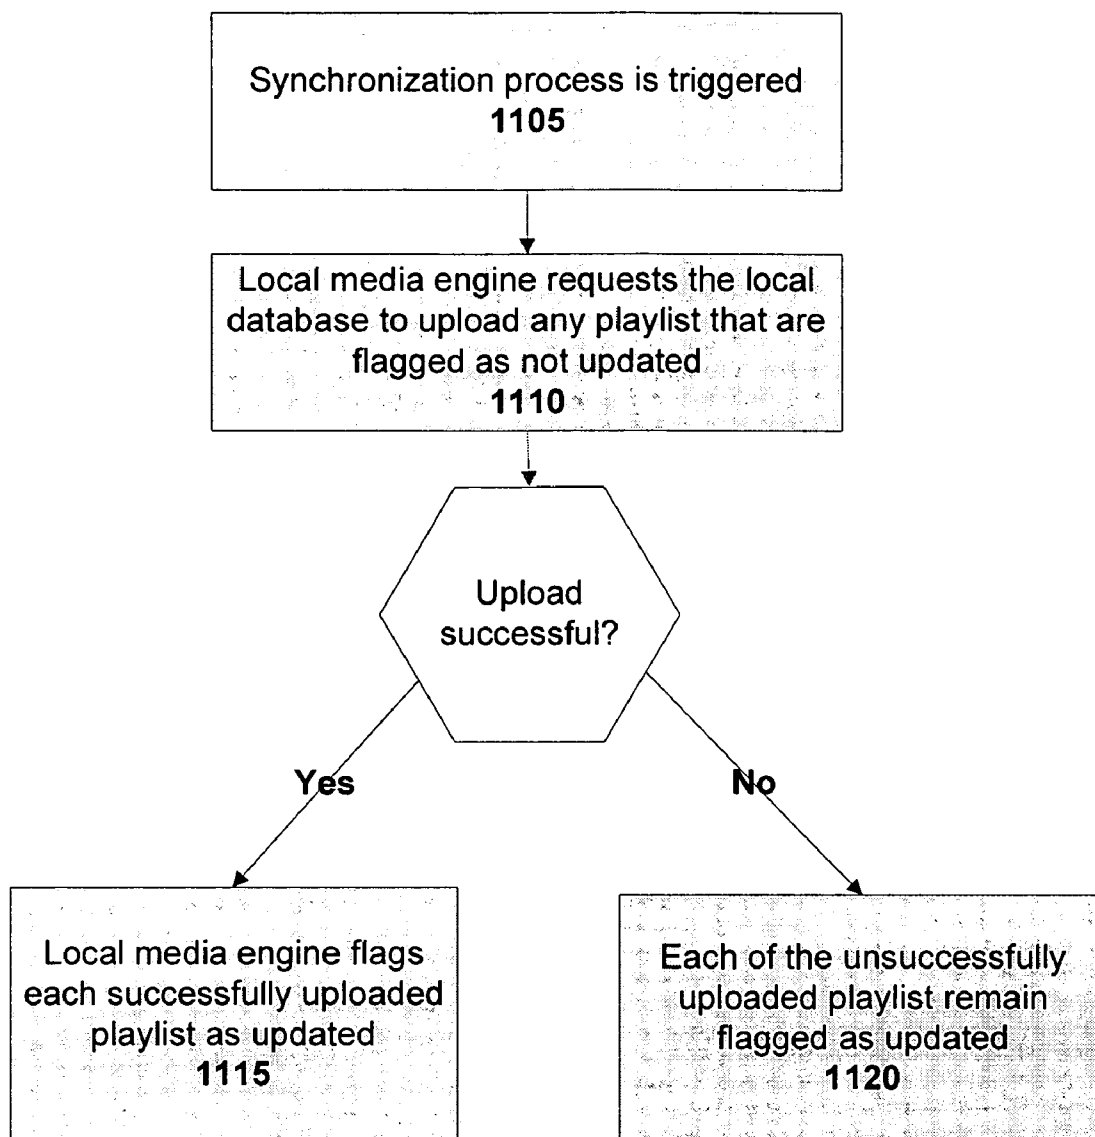 Synchronization process is triggered
1105
Local media engine requests the local
database to upload any playlist that are
flagged as not updated
1110
Upload
successful?
Yes
No
Local media engine flags
each successfully uploaded
playlist as updated
1115
Each of the unsuccessfully
uploaded playlist remain
flagged as updated
1120